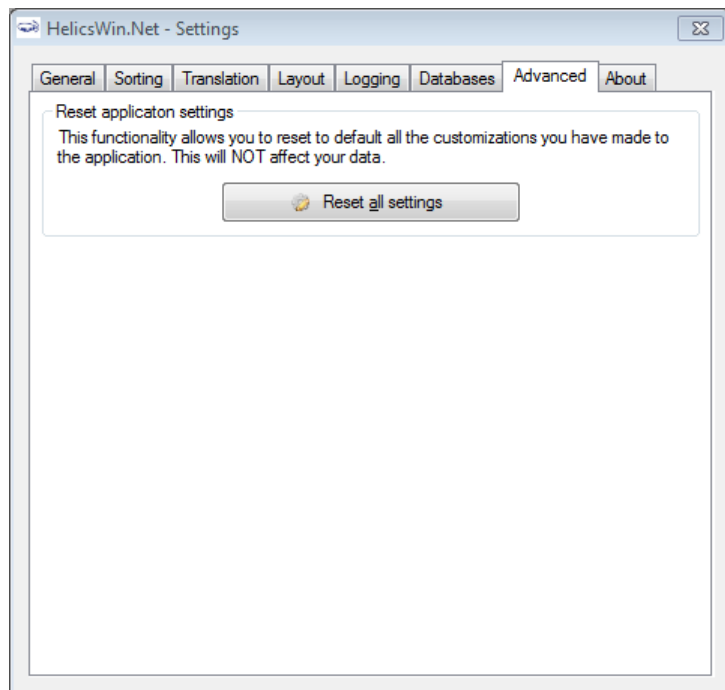 HelicsWin.Net - Settings
General Sorting Translation Layout Logging Databases Advanced About
Reset applicaton settings
This functionality allows you to reset to default all the customizations you have made to
the application. This will NOT affect your data.
Reset all settings